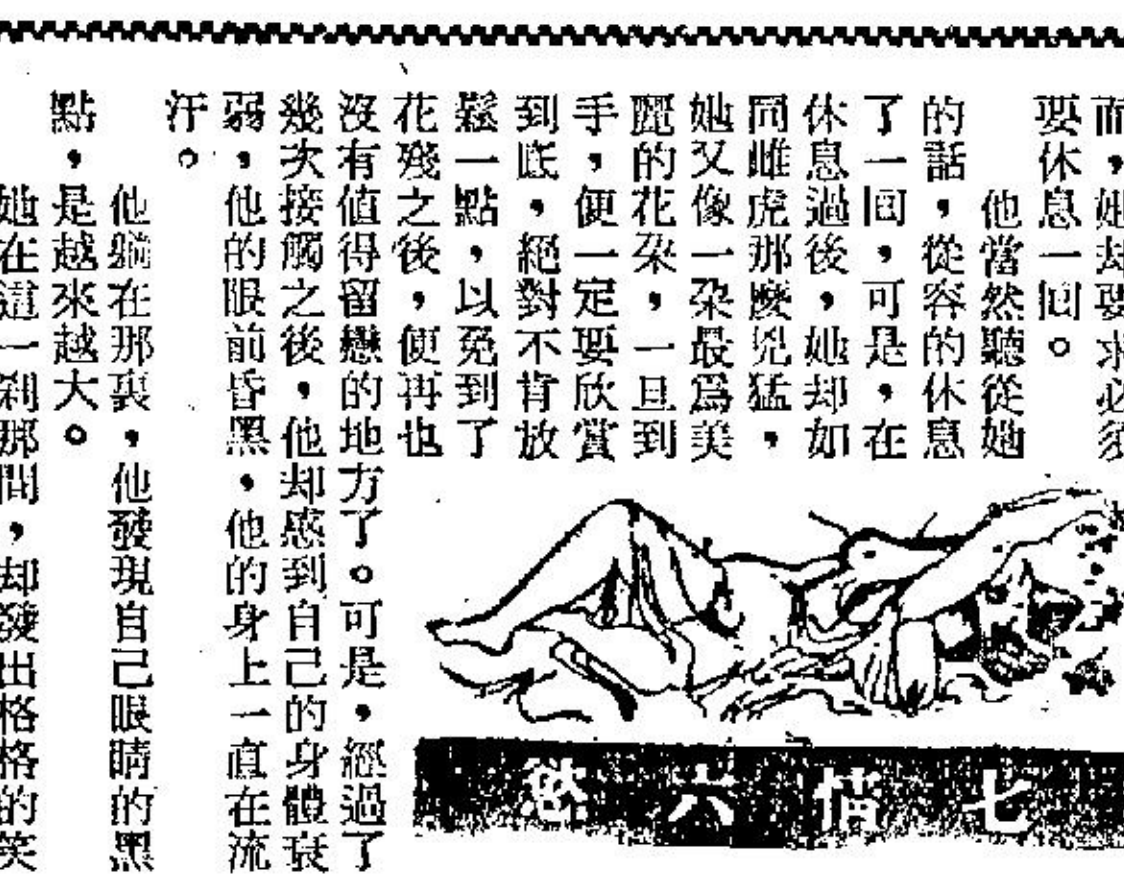 而，她却要求必須
要休息一回。
他當然聽從她
的話，從容的休息
了一回，可是，在
休息過後，她却如
同雌虎那麼兇猛，
她又像一朶最爲美
麗的花朶，一旦到
手，便一定要欣賞
到底，絕對不肯放
鬆一點，以免到了
花殘之後，便再也
沒有值得留戀的地方了。可是，經過了
幾次接觸之後，他却感到自己的身體衰
弱，他的眼前昏黑，他的身上一直在流
汗。
他躺在那裏，他發現自己眼睛的黑
點，是越來越大。
她在這一刹那間，却發出格格的笑
七情六慾